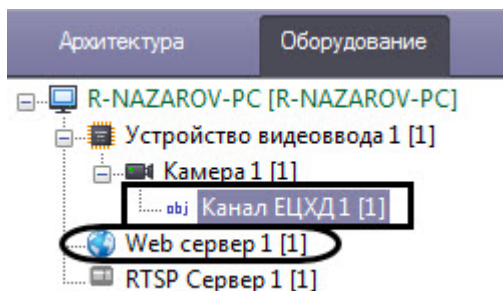 Архитектура Оборудование
R-NAZAROV-PC [R-NAZAROV-PC]
Устройство видеоввода 1 [1]
Камера 1 [1]
obj Канал ЕЦХД 1 [1]
Web сервер 1 [1]
RTSP Сервер 1 [1]